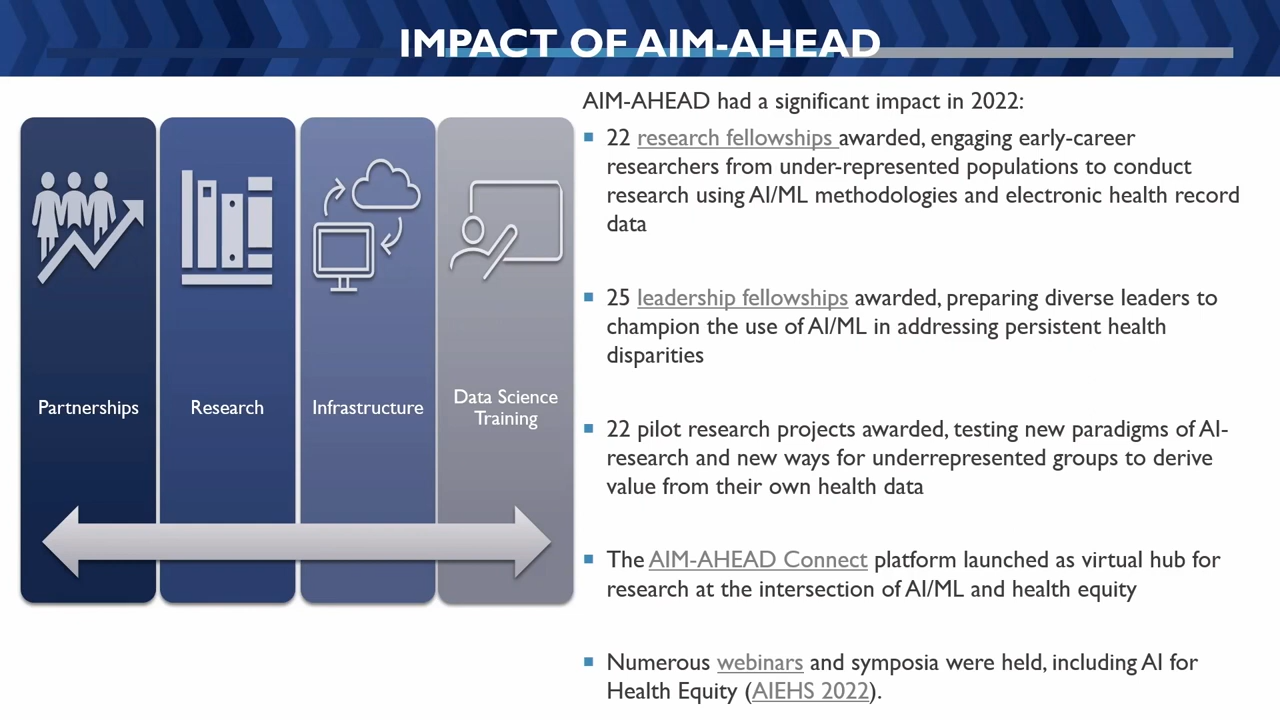 IMPACT OF AIM-AHEAD
Partnerships
Research
Infrastructure
Data Science
Training
AIM-AHEAD had a significant impact in 2022:
22 research fellowships awarded, engaging early-career
researchers from under-represented populations to conduct
research using AI/ML methodologies and electronic health record
data
25 leadership fellowships awarded, preparing diverse leaders to
champion the use of AI/ML in addressing persistent health
disparities
22 pilot research projects awarded, testing new paradigms of AI-
research and new ways for underrepresented groups to derive
value from their own health data
The AIM-AHEAD Connect platform launched as virtual hub for
research at the intersection of AI/ML and health equity
Numerous webinars and symposia were held, including AI for
Health Equity (AIEHS 2022).